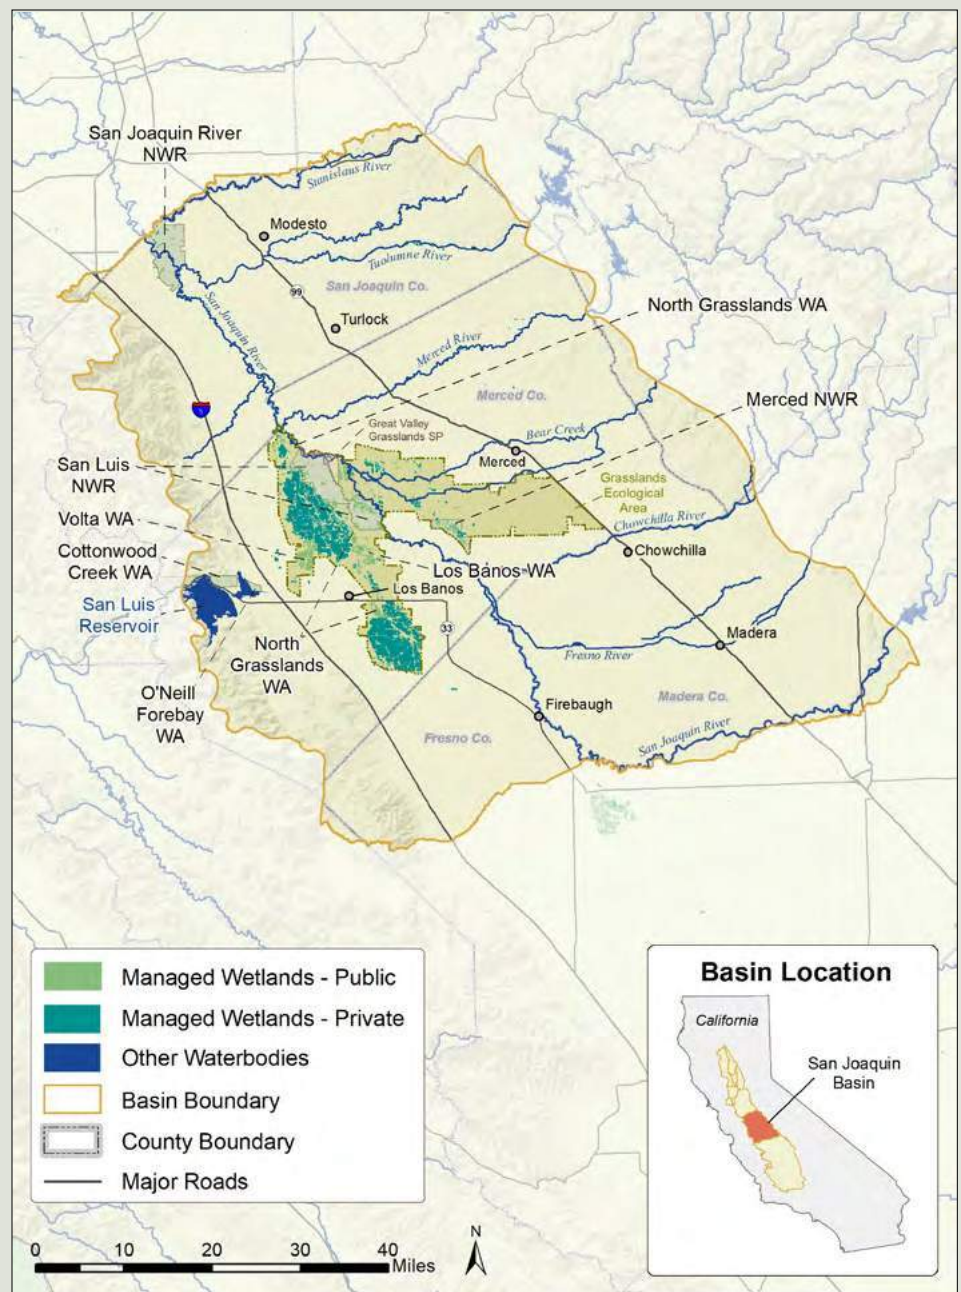 San Joaquin River
NWR
Stanislaus River
Modesto
Tuolumne River
San Joaquin Co.
99
San Joaquin River
Turlock
North Grasslands WA
Merced River
Merced Co.
Merced NWR
5
Great Valley
Grasslands SP
Bear Creek
Merced
San Luis
NWR
Grasslands
Ecological
Area
Volta WA
Chowchilla River
Cottonwood
Creek WA
Chowchilla
Los Banos WA
Los Banos
San Luis
Reservoir
33
Madera
North
Grasslands
WA
Fresno River
O'Neill
Forebay
WA
Madera Co.
Firebaugh
Fresno Co.
San Joaquin River
Managed Wetlands - Public
Managed Wetlands - Private
Other Waterbodies
Basin Boundary
County Boundary
Major Roads
0 10 20 30 40
Miles
N
Basin Location
California
San Joaquin
Basin